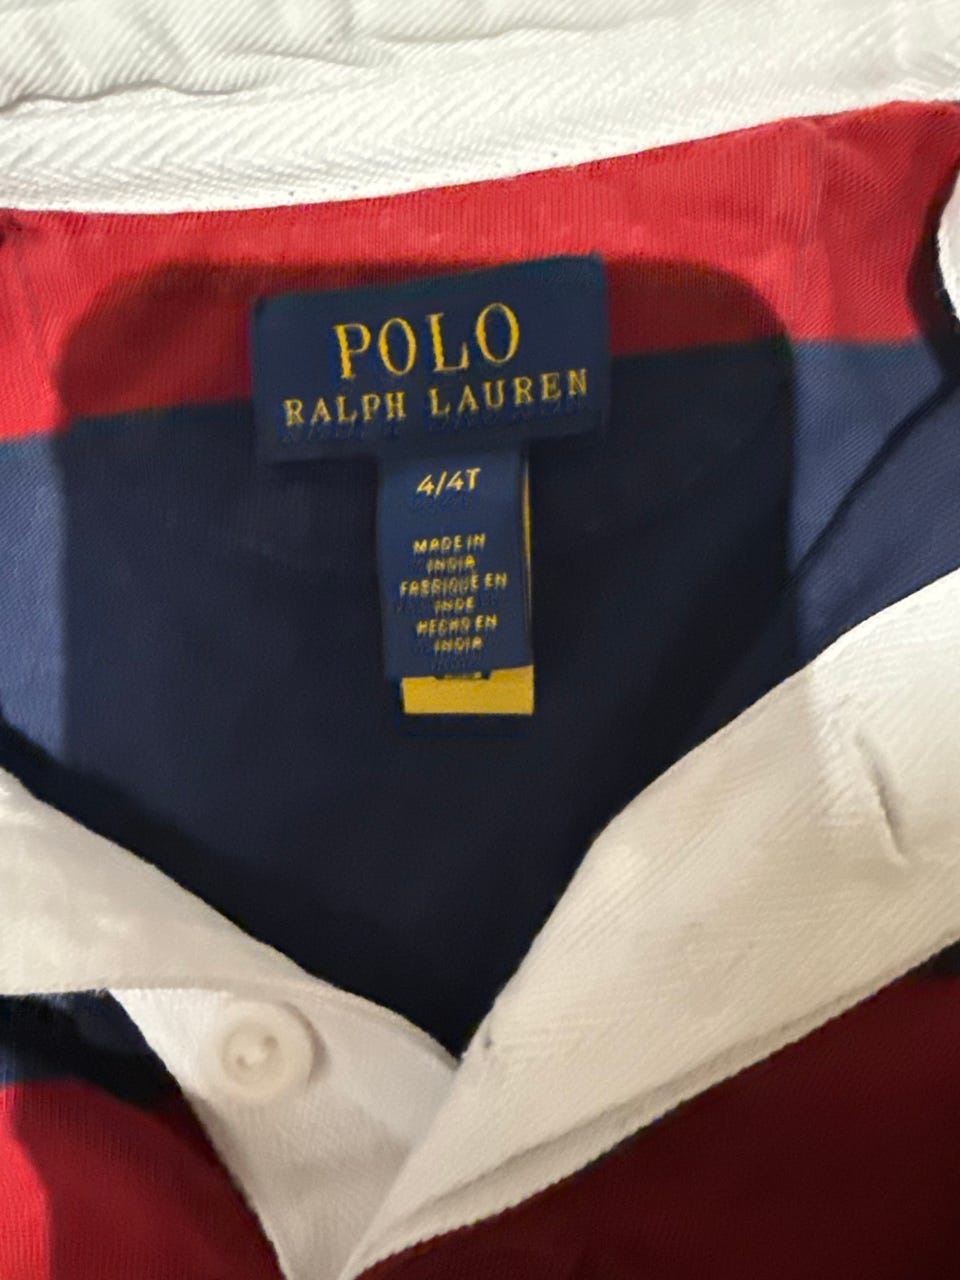 POLO
RALPH LAUREN
4/4T
MADE IN
INDIA
FABRIQUE EN
INDE
HECHO EN
INDIA